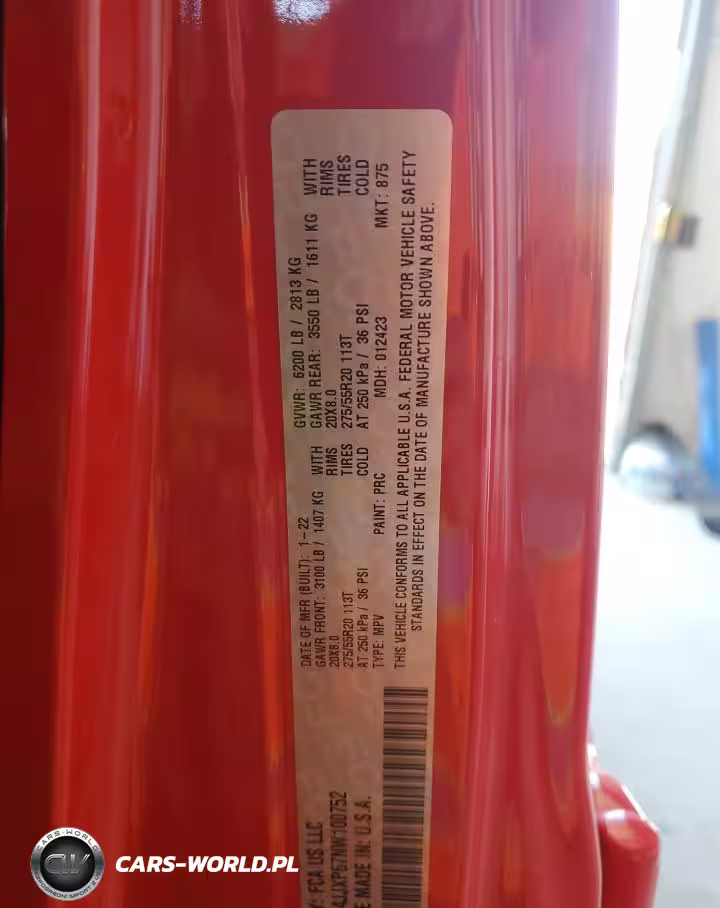 : FCA US LLC
DATE OF MFR (BUILT): 1-22
GVWR: 6200 LB / 2813 KG
GAWR FRONT: 3100 LB / 1407 KG WITH
GAWR REAR: 3550 LB / 1611 KG WITH
20X8.0 RIMS
20X8.0 RIMS
275/55R20 113T TIRES
275/55R20 113T TIRES
AT 250 kPa / 36 PSI COLD
AT 250 kPa / 36 PSI COLD
TYPE: MPV PAINT: PRC MDH: 012423 MKT: 875
THIS VEHICLE CONFORMS TO ALL APPLICABLE U.S.A. FEDERAL MOTOR VEHICLE SAFETY
STANDARDS IN EFFECT ON THE DATE OF MANUFACTURE SHOWN ABOVE.
MADE IN: U.S.A.
CARS-WORLD.PL
CARS-WORLD
CW